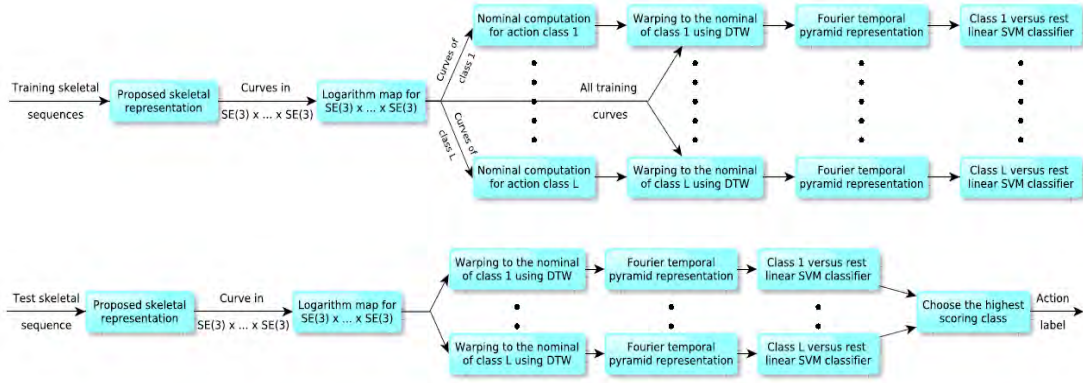 Training skeletal
sequences
Proposed skeletal
representation
Curves in
SE(3) x ... x SE(3)
Logarithm map for
SE(3) x ... x SE(3)
Curves of
class 1
Curves of
class L
Nominal computation
for action class 1
Warping to the nominal
of class 1 using DTW
Fourier temporal
pyramid representation
Class 1 versus rest
linear SVM classifier
All training
curves
Nominal computation
for action class L
Warping to the nominal
of class L using DTW
Fourier temporal
pyramid representation
Class L versus rest
linear SVM classifier
Test skeletal
sequence
Proposed skeletal
representation
Curve in
SE(3) x ... x SE(3)
Logarithm map for
SE(3) x ... x SE(3)
Warping to the nominal
of class 1 using DTW
Fourier temporal
pyramid representation
Class 1 versus rest
linear SVM classifier
Warping to the nominal
of class L using DTW
Fourier temporal
pyramid representation
Class L versus rest
linear SVM classifier
Choose the highest
scoring class
Action
label